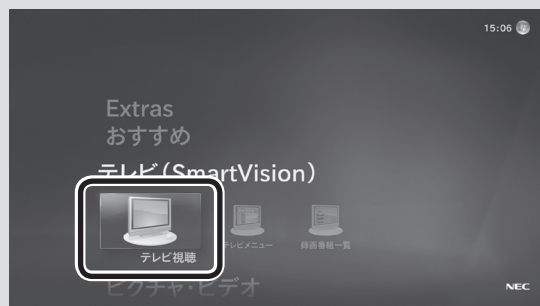 15:06
Extras
おすすめ
テレビ(SmartVision)
テレビ視聴
テレビメニュー
録画番組一覧
ピクチャ・ビデオ
NEC